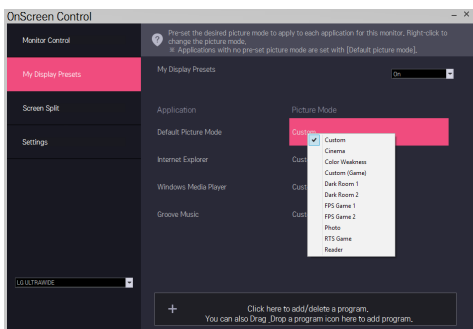 OnScreen Control
Monitor Control
My Display Presets
Screen Split
Settings
LG ULTRAWIDE
Pre-set the desired picture mode to apply to each application for this monitor. Right-click to
change the picture mode.
※ Applications with no pre-set picture mode are set with [Default picture mode].
My Display Presets
On
Application
Picture Mode
Default Picture Mode
Custom
Internet Explorer
Cust
Windows Media Player
Cust
Groove Music
Cust
Custom
Cinema
Color Weakness
Custom (Game)
Dark Room 1
Dark Room 2
FPS Game 1
FPS Game 2
Photo
RTS Game
Reader
+
Click here to add/delete a program.
You can also Drag_Drop a program icon here to add program.